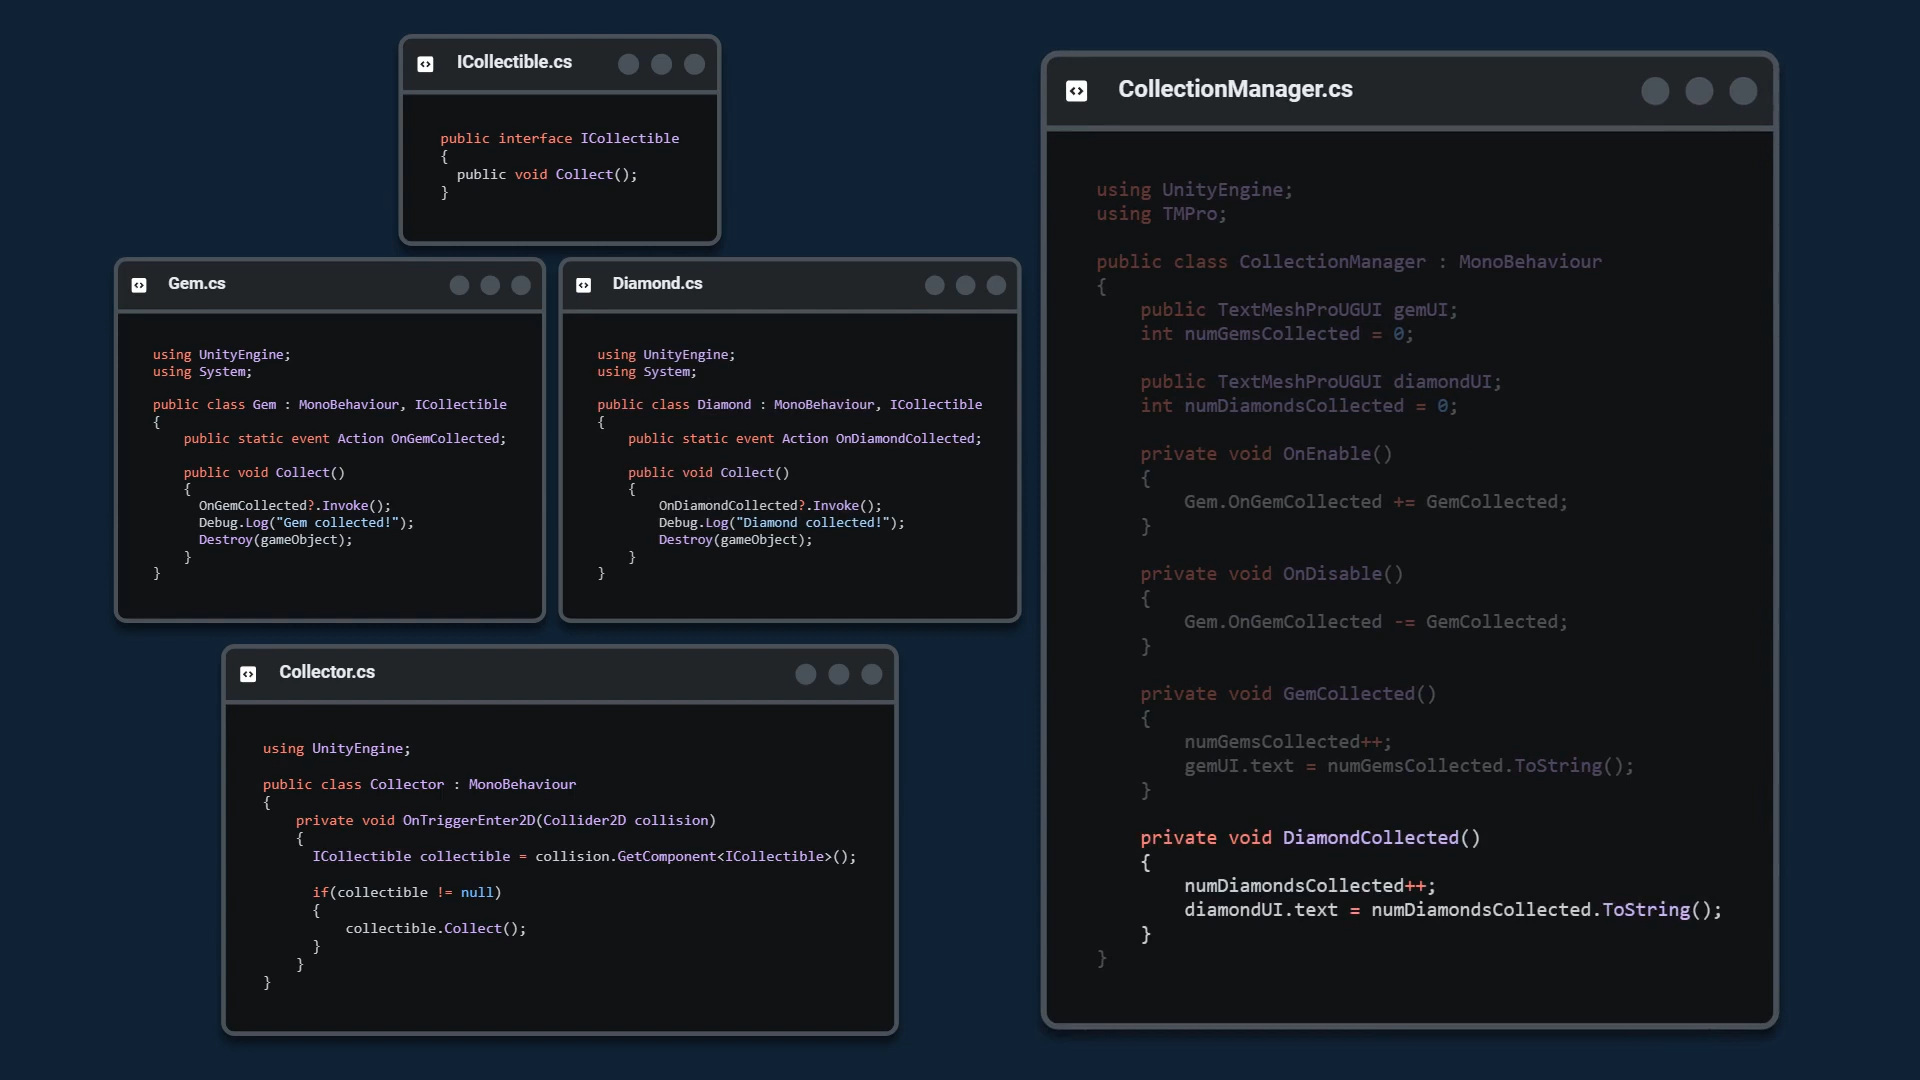 ICollectible.cs
public interface ICollectible
{
  public void Collect();
}
Gem.cs
using UnityEngine;
using System;

public class Gem : MonoBehaviour, ICollectible
{
    public static event Action OnGemCollected;

    public void Collect()
    {
      OnGemCollected?.Invoke();
      Debug.Log("Gem collected!");
      Destroy(gameObject);
    }
}
Diamond.cs
using UnityEngine;
using System;

public class Diamond : MonoBehaviour, ICollectible
{
    public static event Action OnDiamondCollected;

    public void Collect()
    {
        OnDiamondCollected?.Invoke();
        Debug.Log("Diamond collected!");
        Destroy(gameObject);
    }
}
Collector.cs
using UnityEngine;

public class Collector : MonoBehaviour
{
    private void OnTriggerEnter2D(Collider2D collision)
    {
      ICollectible collectible = collision.GetComponent<ICollectible>();

      if(collectible != null)
      {
          collectible.Collect();
      }
    }
}
CollectionManager.cs
using UnityEngine;
using TMPro;

public class CollectionManager : MonoBehaviour
{
    public TextMeshProUGUI gemUI;
    int numGemsCollected = 0;

    public TextMeshProUGUI diamondUI;
    int numDiamondsCollected = 0;

    private void OnEnable()
    {
        Gem.OnGemCollected += GemCollected;
    }

    private void OnDisable()
    {
        Gem.OnGemCollected -= GemCollected;
    }

    private void GemCollected()
    {
        numGemsCollected++;
        gemUI.text = numGemsCollected.ToString();
    }

    private void DiamondCollected()
    {
        numDiamondsCollected++;
        diamondUI.text = numDiamondsCollected.ToString();
    }
}